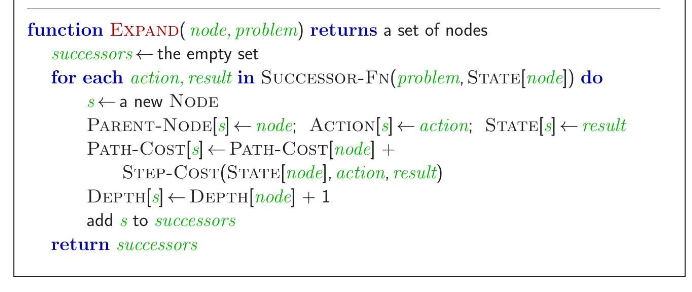 function EXPAND( node, problem) returns a set of nodes
successors ← the empty set
for each action, result in SUCCESSOR-FN(problem, STATE[node]) do
s ← a new NODE
PARENT-NODE[s] ← node; ACTION[s] ← action; STATE[s] ← result
PATH-COST[s] ← PATH-COST[node] +
STEP-COST(STATE[node], action, result)
DEPTH[s] ← DEPTH[node] + 1
add s to successors
return successors